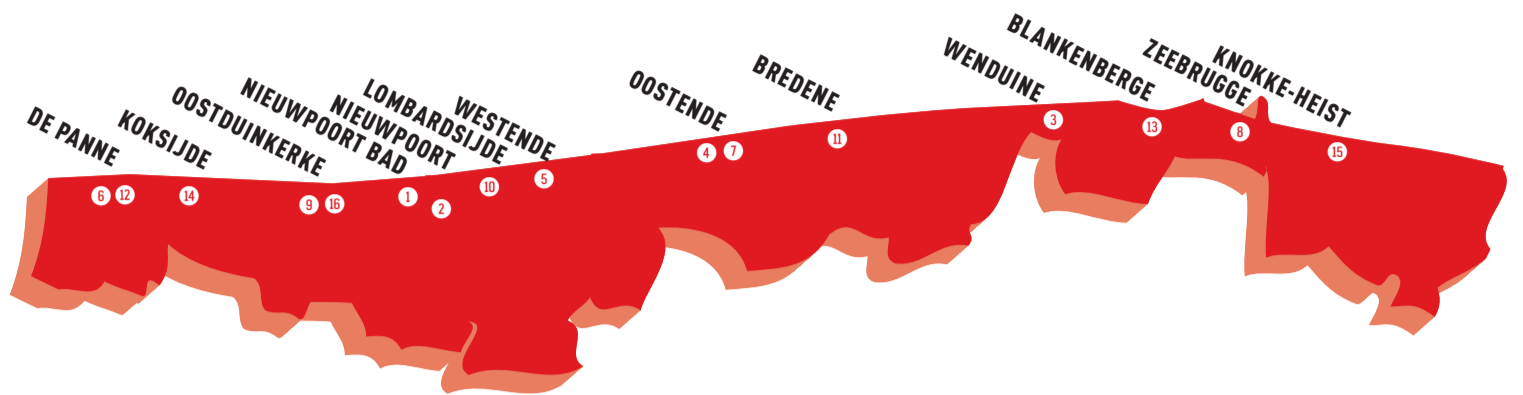 DE PANNE
KOKSIJDE
OOSTDUINKERKE
NIEUWPOORT BAD
NIEUWPOORT
LOMBARDSIJDE
WESTENDE
OOSTENDE
BREDENE
WENDUINE
BLANKENBERGE
ZEEBRUGGE
KNOKKE-HEIST
6
12
14
9
16
1
2
10
5
4
7
11
3
13
8
15